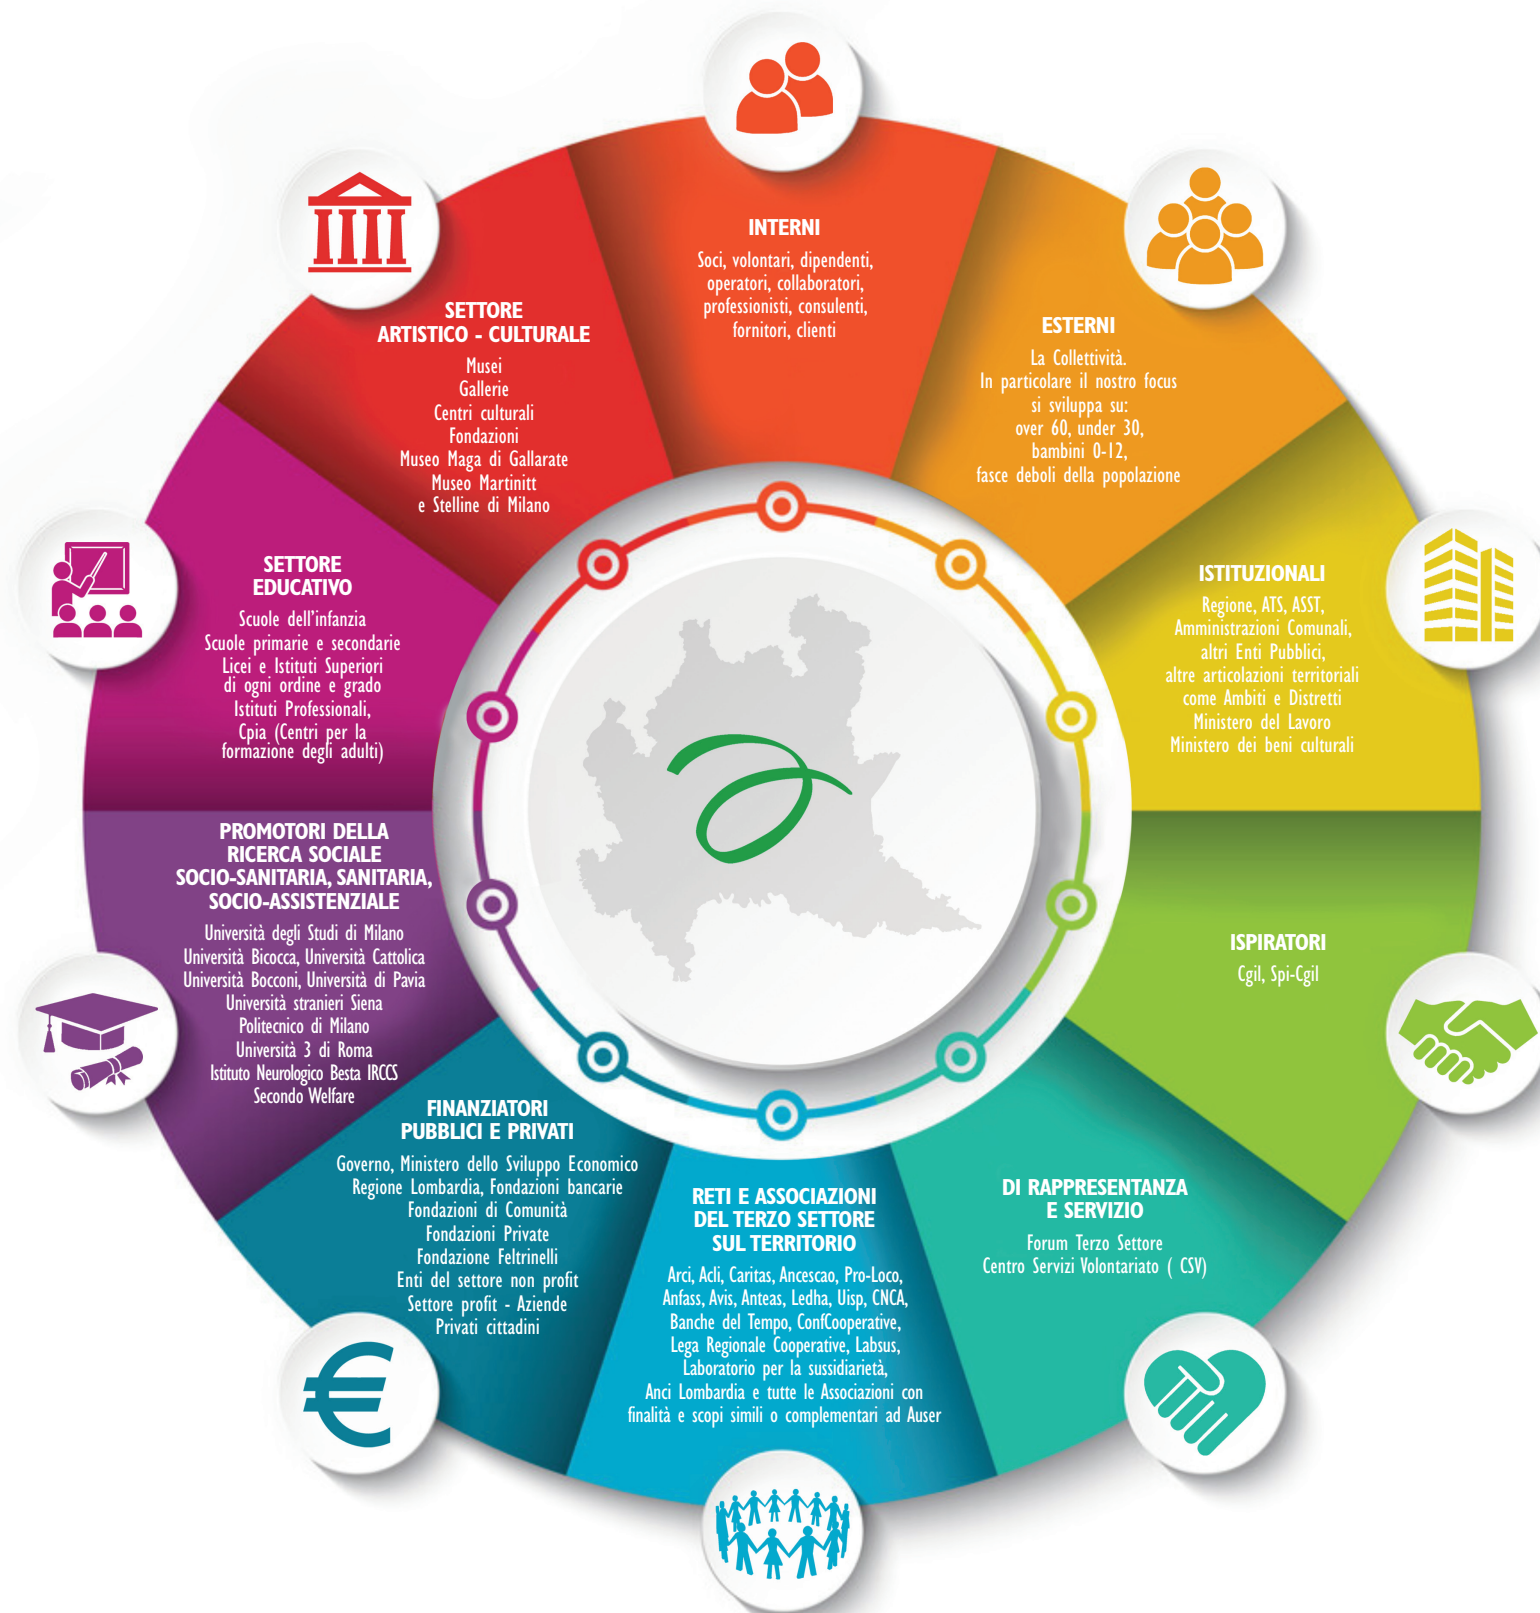 INTERNI
Soci, volontari, dipendenti,
operatori, collaboratori,
professionisti, consulenti,
fornitori, clienti
ESTERNI
La Collettività.
In particolare il nostro focus
si sviluppa su:
over 60, under 30,
bambini 0-12,
fasce deboli della popolazione
ISTITUZIONALI
Regione, ATS, ASST,
Amministrazioni Comunali,
altri Enti Pubblici,
altre articolazioni territoriali
come Ambiti e Distretti
Ministero del Lavoro
Ministero dei beni culturali
ISPIRATORI
Cgil, Spi-Cgil
DI RAPPRESENTANZA
E SERVIZIO
Forum Terzo Settore
Centro Servizi Volontariato ( CSV)
RETI E ASSOCIAZIONI
DEL TERZO SETTORE
SUL TERRITORIO
Arci, Acli, Caritas, Ancescao, Pro-Loco,
Anfass, Avis, Anteas, Ledha, Uisp, CNCA,
Banche del Tempo, ConfCooperative,
Lega Regionale Cooperative, Labsus,
Laboratorio per la sussidiarietà,
Anci Lombardia e tutte le Associazioni con
finalità e scopi simili o complementari ad Auser
FINANZIATORI
PUBBLICI E PRIVATI
Governo, Ministero dello Sviluppo Economico
Regione Lombardia, Fondazioni bancarie
Fondazioni di Comunità
Fondazioni Private
Fondazione Feltrinelli
Enti del settore non profit
Settore profit - Aziende
Privati cittadini
€
PROMOTORI DELLA
RICERCA SOCIALE
SOCIO-SANITARIA, SANITARIA,
SOCIO-ASSISTENZIALE
Università degli Studi di Milano
Università Bicocca, Università Cattolica
Università Bocconi, Università di Pavia
Università stranieri Siena
Politecnico di Milano
Università 3 di Roma
Istituto Neurologico Besta IRCCS
Secondo Welfare
SETTORE
EDUCATIVO
Scuole dell'infanzia
Scuole primarie e secondarie
Licei e Istituti Superiori
di ogni ordine e grado
Istituti Professionali,
Cpia (Centri per la
formazione degli adulti)
SETTORE
ARTISTICO - CULTURALE
Musei
Gallerie
Centri culturali
Fondazioni
Museo Maga di Gallarate
Museo Martinitt
e Stelline di Milano